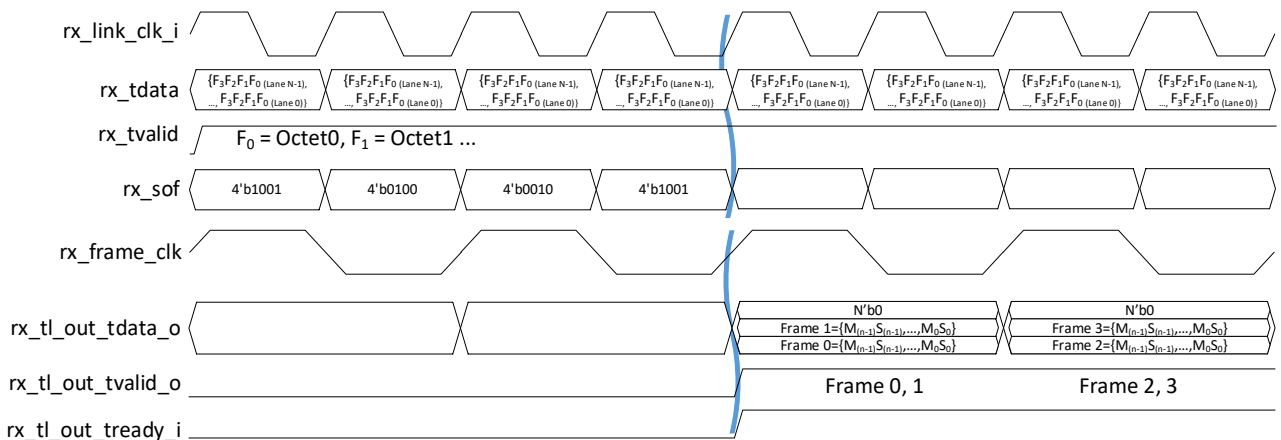 rx_link_clk_i
rx_tdata
{F₃F₂F₁F₀ (Lane N-1), {F₃F₂F₁F₀ (Lane N-1), {F₃F₂F₁F₀ (Lane N-1), {F₃F₂F₁F₀ (Lane N-1), {F₃F₂F₁F₀ (Lane N-1), {F₃F₂F₁F₀ (Lane N-1), {F₃F₂F₁F₀ (Lane N-1), {F₃F₂F₁F₀ (Lane N-1),
..., F₃F₂F₁F₀ (Lane 0)} ..., F₃F₂F₁F₀ (Lane 0)} ..., F₃F₂F₁F₀ (Lane 0)} ..., F₃F₂F₁F₀ (Lane 0)} ..., F₃F₂F₁F₀ (Lane 0)} ..., F₃F₂F₁F₀ (Lane 0)} ..., F₃F₂F₁F₀ (Lane 0)} ..., F₃F₂F₁F₀ (Lane 0)}
rx_tvalid
F₀ = Octet0, F₁ = Octet1 ...
rx_sof 4'b1001 4'b0100 4'b0010 4'b1001
rx_frame_clk
N'b0 N'b0
rx_tl_out_tdata_o Frame 1={M₍ₙ₋₁₎S₍ₙ₋₁₎,...,M₀S₀} Frame 3={M₍ₙ₋₁₎S₍ₙ₋₁₎,...,M₀S₀}
Frame 0={M₍ₙ₋₁₎S₍ₙ₋₁₎,...,M₀S₀} Frame 2={M₍ₙ₋₁₎S₍ₙ₋₁₎,...,M₀S₀}
rx_tl_out_tvalid_o Frame 0, 1 Frame 2, 3
rx_tl_out_tready_i